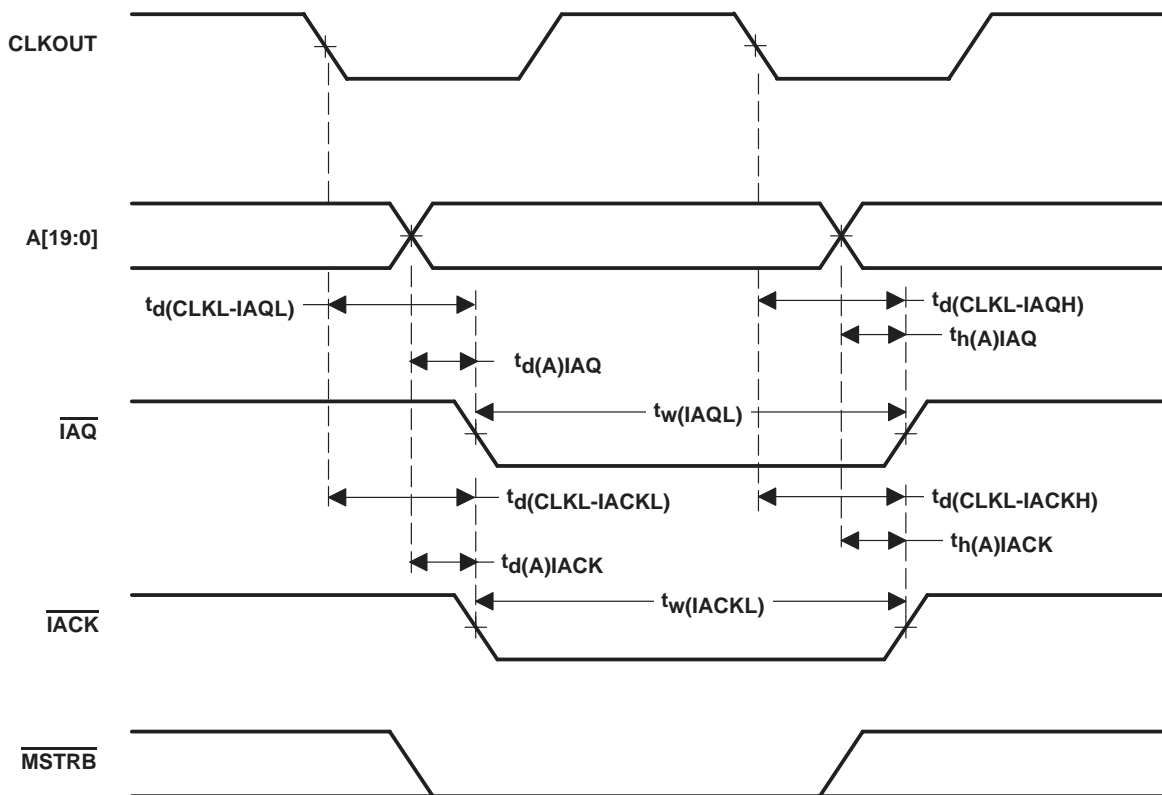 CLKOUT
A[19:0]
td(CLKL-IAQL)
td(CLKL-IAQH)
th(A)IAQ
td(A)IAQ
tw(IAQL)
IAQ
td(CLKL-IACKL)
td(CLKL-IACKH)
th(A)IACK
td(A)IACK
tw(IACKL)
IACK
MSTRB